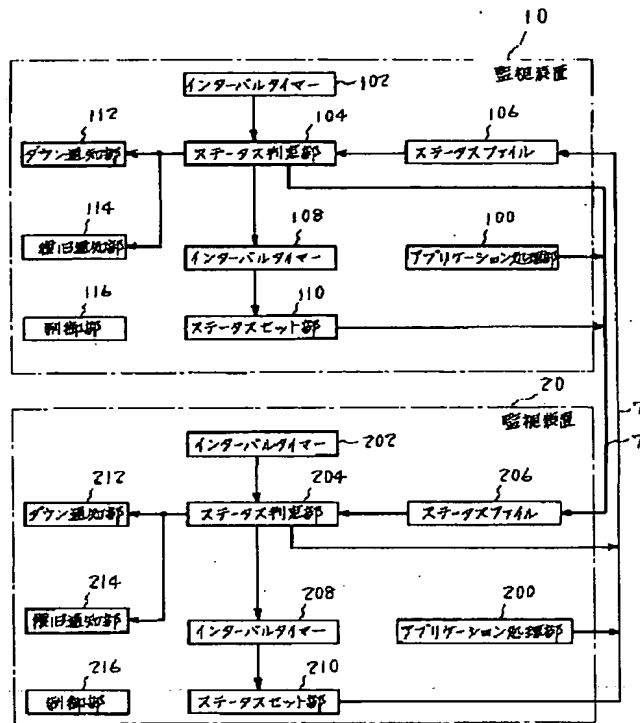 10
監視装置
インターバルタイマー
102
112
104
106
ダウン通知部
ステータス判定部
ステータスファイル
114
108
100
復旧通知部
インターバルタイマー
アプリケーション処理部
116
110
制御部
ステータスセット部
20
監視装置
7
7
インターバルタイマー
202
212
204
206
ダウン通知部
ステータス判定部
ステータスファイル
214
208
200
復旧通知部
インターバルタイマー
アプリケーション処理部
216
210
制御部
ステータスセット部